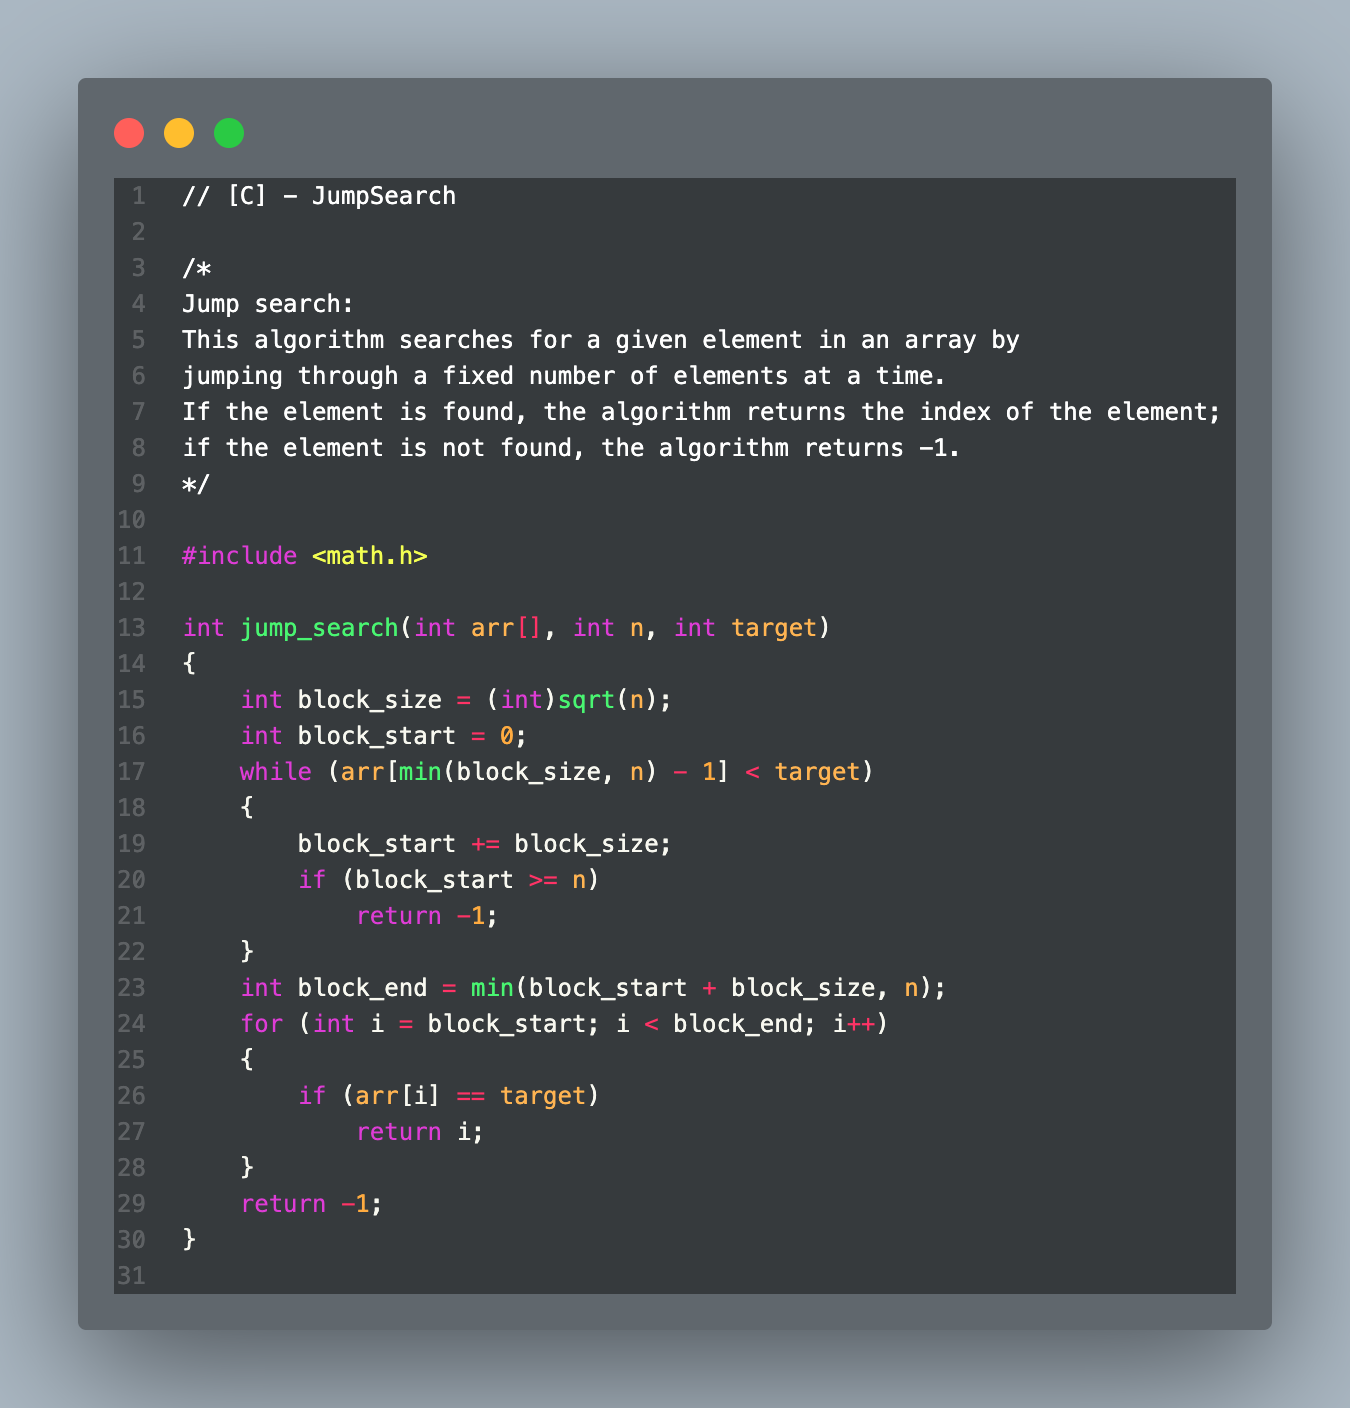 1 // [C] - JumpSearch
2
3 /*
4 Jump search:
5 This algorithm searches for a given element in an array by
6 jumping through a fixed number of elements at a time.
7 If the element is found, the algorithm returns the index of the element;
8 if the element is not found, the algorithm returns -1.
9 */
10
11 #include <math.h>
12
13 int jump_search(int arr[], int n, int target)
14 {
15     int block_size = (int)sqrt(n);
16     int block_start = 0;
17     while (arr[min(block_size, n) - 1] < target)
18     {
19         block_start += block_size;
20         if (block_start >= n)
21             return -1;
22     }
23     int block_end = min(block_start + block_size, n);
24     for (int i = block_start; i < block_end; i++)
25     {
26         if (arr[i] == target)
27             return i;
28     }
29     return -1;
30 }
31